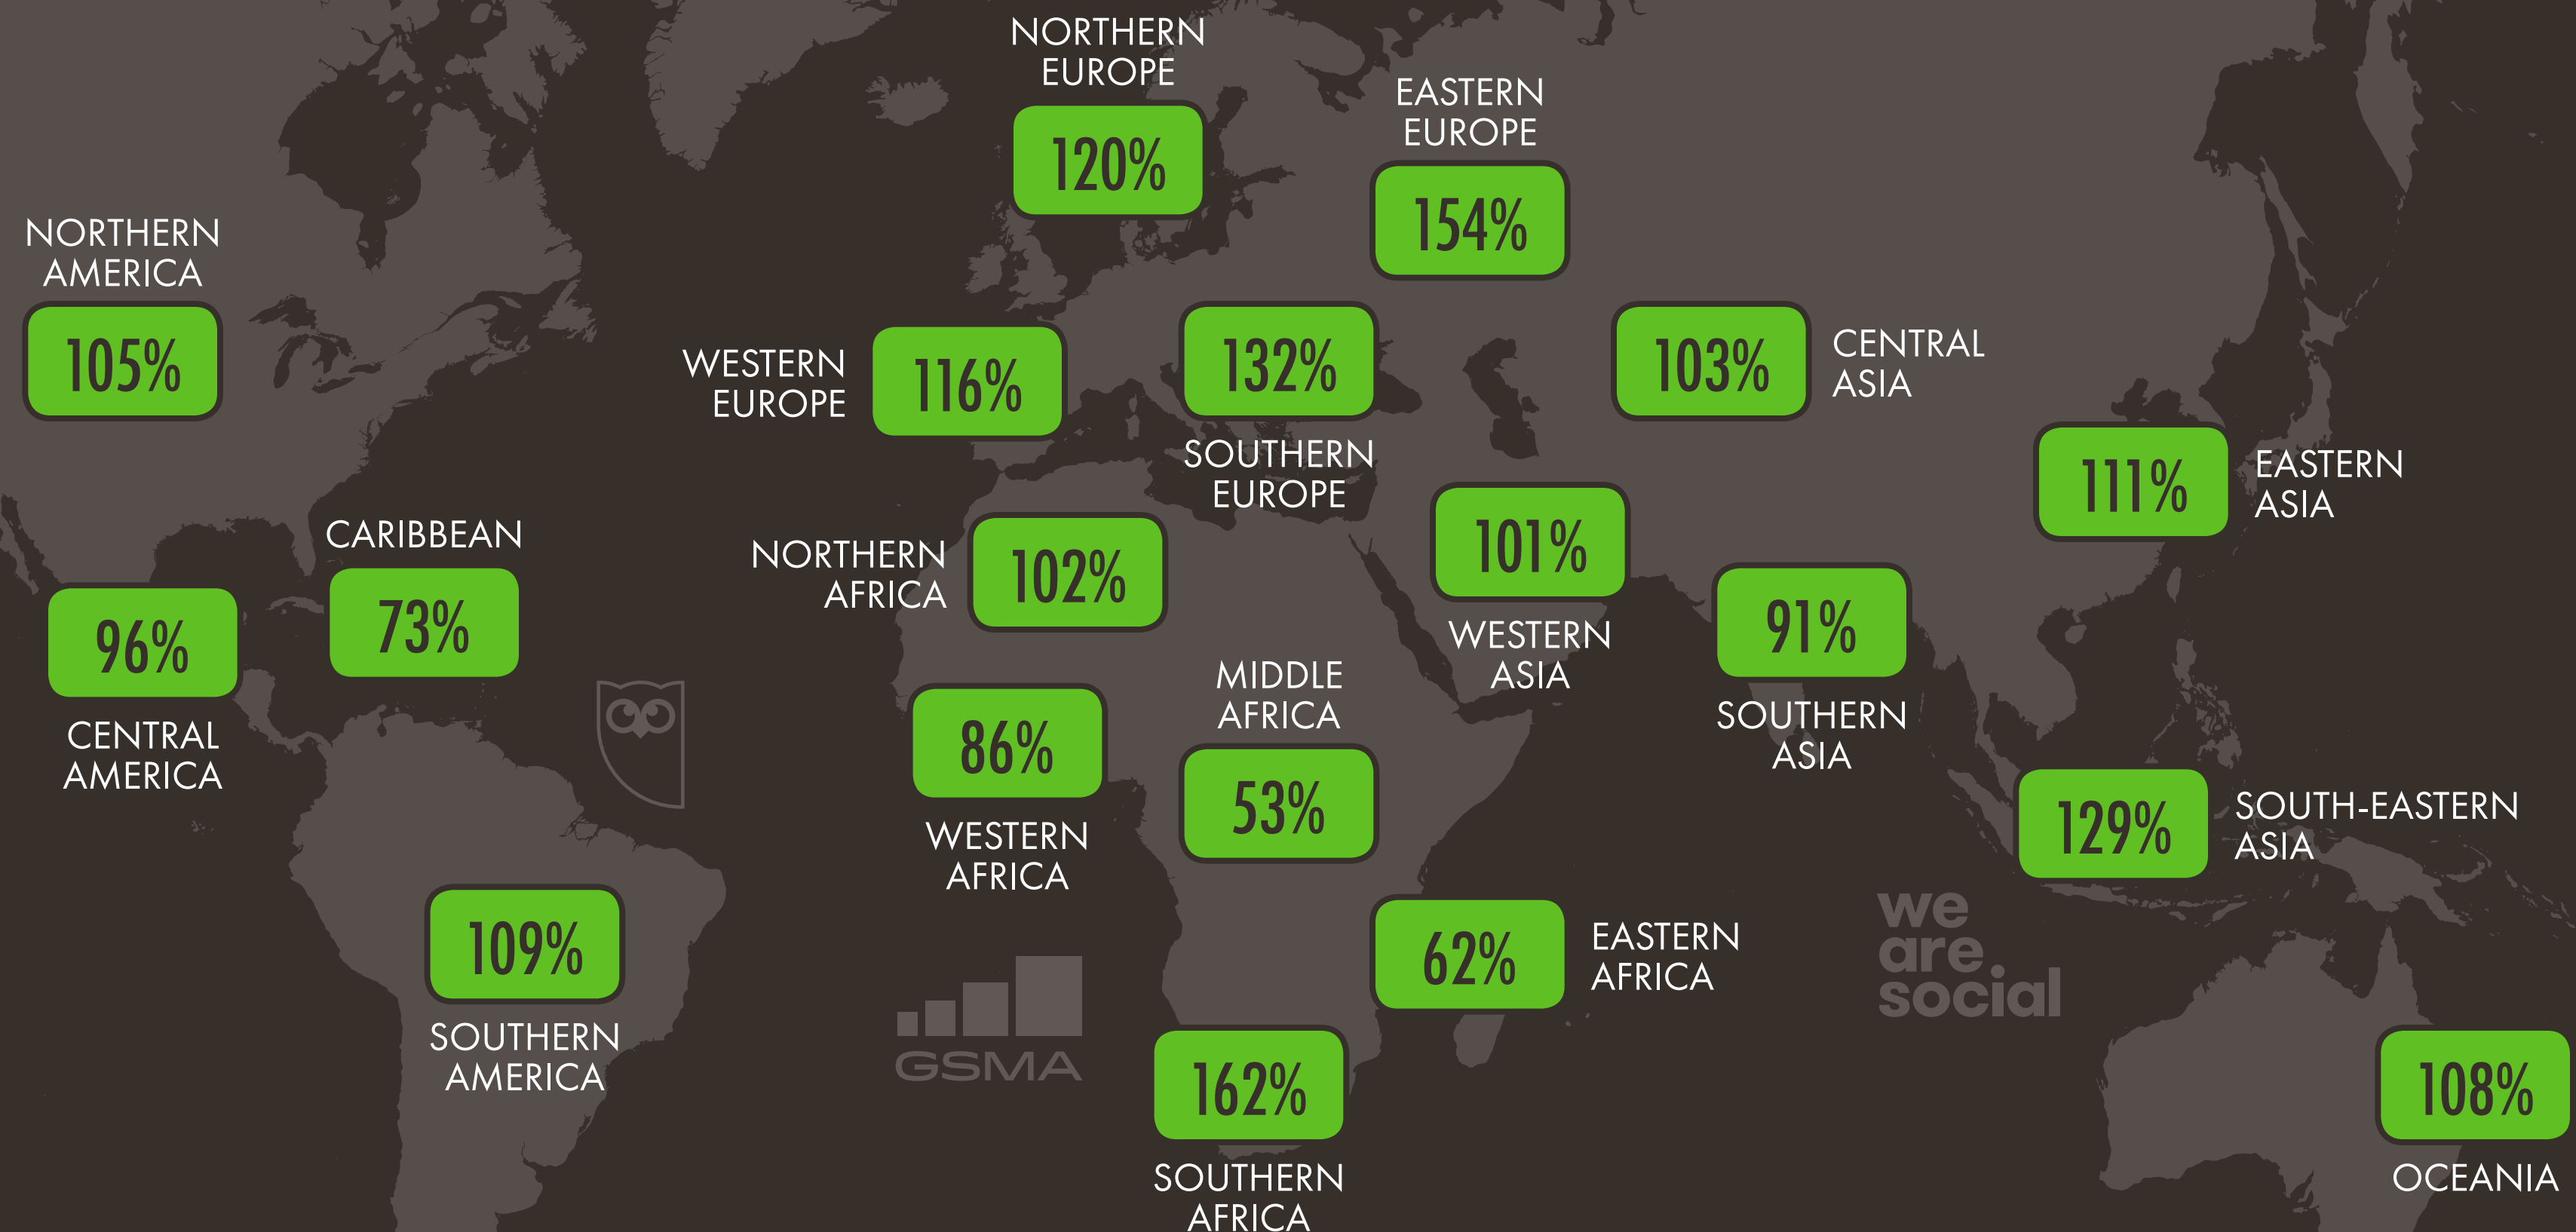 NORTHERN
EUROPE
120%
EASTERN
EUROPE
154%
NORTHERN
AMERICA
105%
WESTERN
EUROPE
116%
132%
SOUTHERN
EUROPE
103%
CENTRAL
ASIA
111%
EASTERN
ASIA
CARIBBEAN
73%
96%
CENTRAL
AMERICA
NORTHERN
AFRICA
102%
101%
WESTERN
ASIA
91%
SOUTHERN
ASIA
86%
WESTERN
AFRICA
MIDDLE
AFRICA
53%
129%
SOUTH-EASTERN
ASIA
109%
SOUTHERN
AMERICA
62%
EASTERN
AFRICA
we
are
social
GSMA
162%
SOUTHERN
AFRICA
108%
OCEANIA